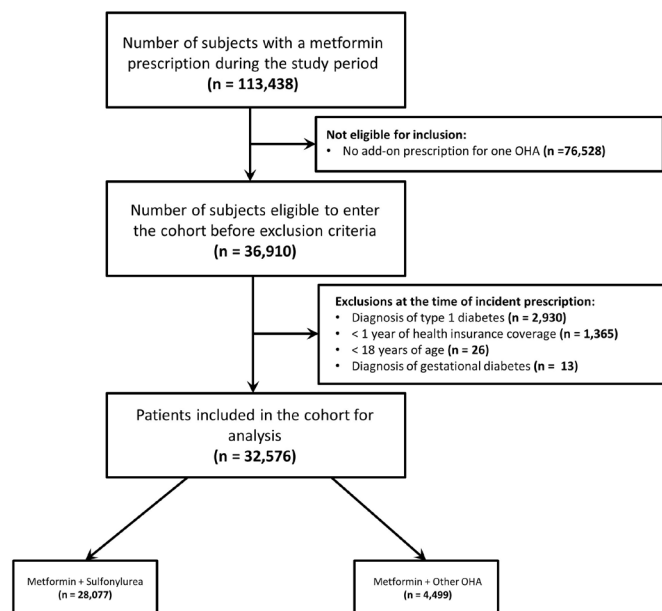 Number of subjects with a metformin
prescription during the study period
(n = 113,438)
Not eligible for inclusion:
• No add-on prescription for one OHA (n =76,528)
Number of subjects eligible to enter
the cohort before exclusion criteria
(n = 36,910)
Exclusions at the time of incident prescription:
• Diagnosis of type 1 diabetes (n = 2,930)
• < 1 year of health insurance coverage (n = 1,365)
• < 18 years of age (n = 26)
• Diagnosis of gestational diabetes (n = 13)
Patients included in the cohort for
analysis
(n = 32,576)
Metformin + Sulfonylurea
(n = 28,077)
Metformin + Other OHA
(n = 4,499)